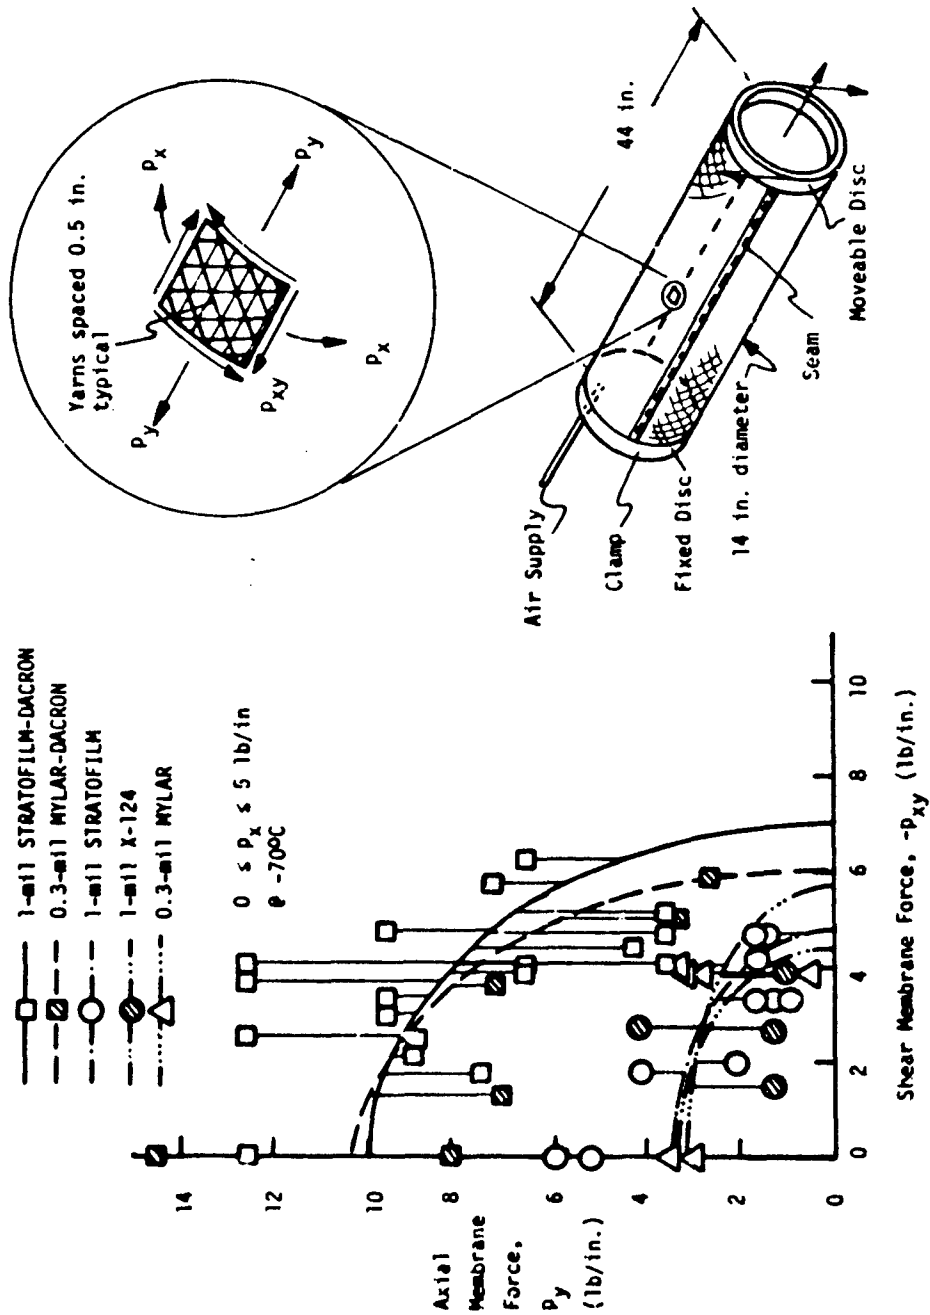 1-mil STRATOFILM-DACRON
0.3-mil MYLAR-DACRON
1-mil STRATOFILM
1-mil X-124
0.3-mil MYLAR
0 ≤ Px ≤ 5 lb/in
@ -70°C
14
10
8
6
4
2
0
Axial
Membrane
Force,
Py
(lb/in.)
0
2
4
6
8
10
Shear Membrane Force, -Pxy (lb/in.)
Yarns spaced 0.5 in.
typical
Py
Px
Pxy
Px
Py
Air Supply
Clamp
Fixed Disc
14 in. diameter
Seam
Moveable Disc
44 in.